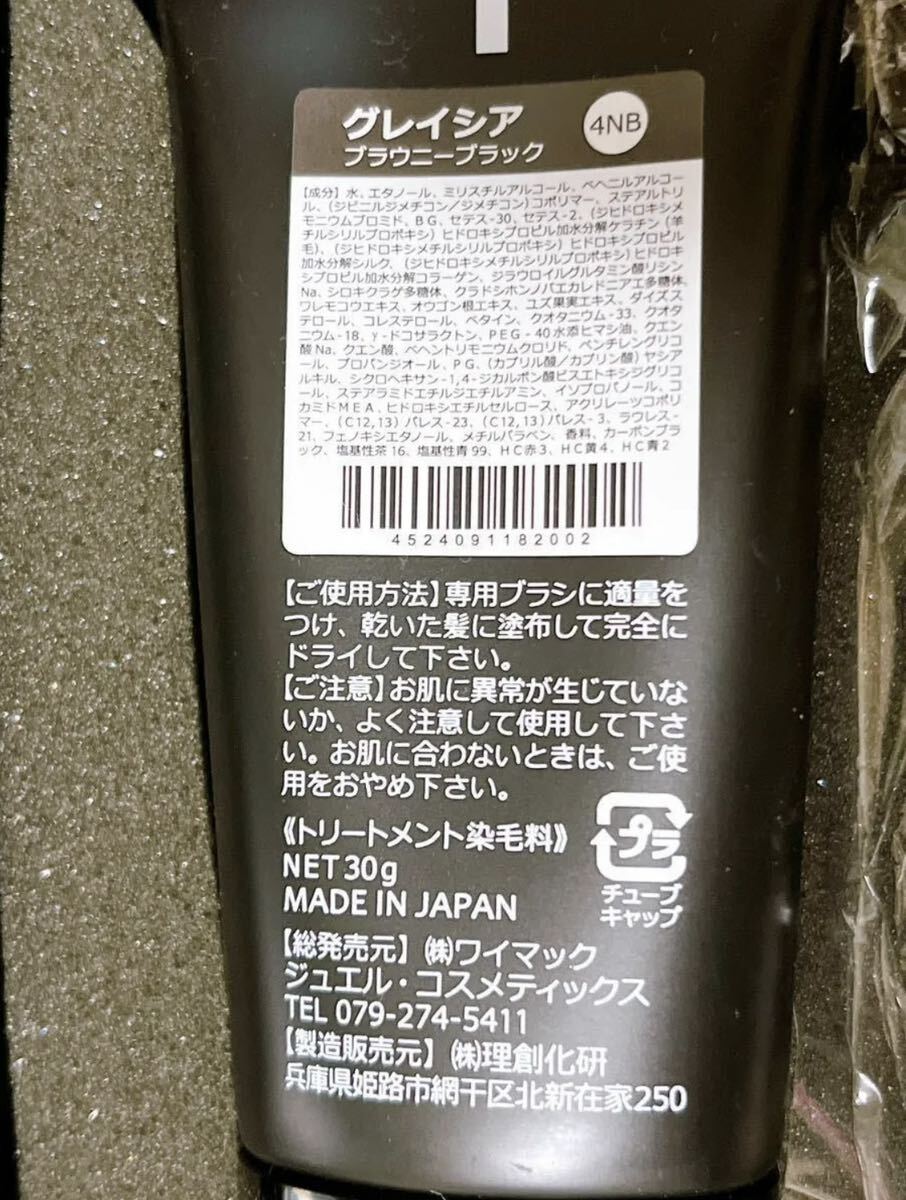 グレイシア
4NB
ブラウニーブラック
【成分】水、エタノール、ミリスチルアルコール、ベヘニルアルコー
ル、(ジビニルジメチコン/ジメチコン)コポリマー、ステアルトリ
モニウムブロミド、BG、セテス-30、セテス-2、(ジヒドロキシメ
チルシリルプロポキシ)ヒドロキシプロピル加水分解ケラチン(羊
毛)、(ジヒドロキシメチルシリルプロポキシ)ヒドロキシプロピル
加水分解シルク、(ジヒドロキシメチルシリルプロポキシ)ヒドロキ
シプロピル加水分解コラーゲン、ジラウロイルグルタミン酸リシン
Na、シロキクラゲ多糖体、クラドシホンノバエカレドニアエ多糖体、
ワレモコウエキス、オウゴン根エキス、ユズ果実エキス、ダイズス
テロール、コレステロール、ベタイン、クオタニウム-33、クオタ
ニウム-18、γ-ドコサラクトン、PEG-40水添ヒマシ油、クエン
酸Na、クエン酸、ベヘントリモニウムクロリド、ペンチレングリコ
ール、プロパンジオール、PG、(カプリル酸/カプリン酸)ヤシア
ルキル、シクロヘキサン-1,4-ジカルボン酸ビスエトキシジグリコ
ール、ステアラミドエチルジエチルアミン、イソプロパノール、コ
カミドMEA、ヒドロキシエチルセルロース、アクリレーツコポリ
マー、(C12,13)パレス-23、(C12,13)パレス-3、ラウレス-
21、フェノキシエタノール、メチルパラベン、香料、カーボンブラ
ック、塩基性茶16、塩基性青99、HC赤3、HC黄4、HC青2
4524091182002
【ご使用方法】専用ブラシに適量を
つけ、乾いた髪に塗布して完全に
ドライして下さい。
【ご注意】お肌に異常が生じていな
いか、よく注意して使用して下さ
い。お肌に合わないときは、ご使
用をおやめ下さい。
《トリートメント染毛料》
NET 30g
MADE IN JAPAN
プラ
チューブ
キャップ
【総発売元】㈱ワイマック
ジュエル・コスメティックス
TEL 079-274-5411
【製造販売元】㈱理創化研
兵庫県姫路市網干区北新在家250